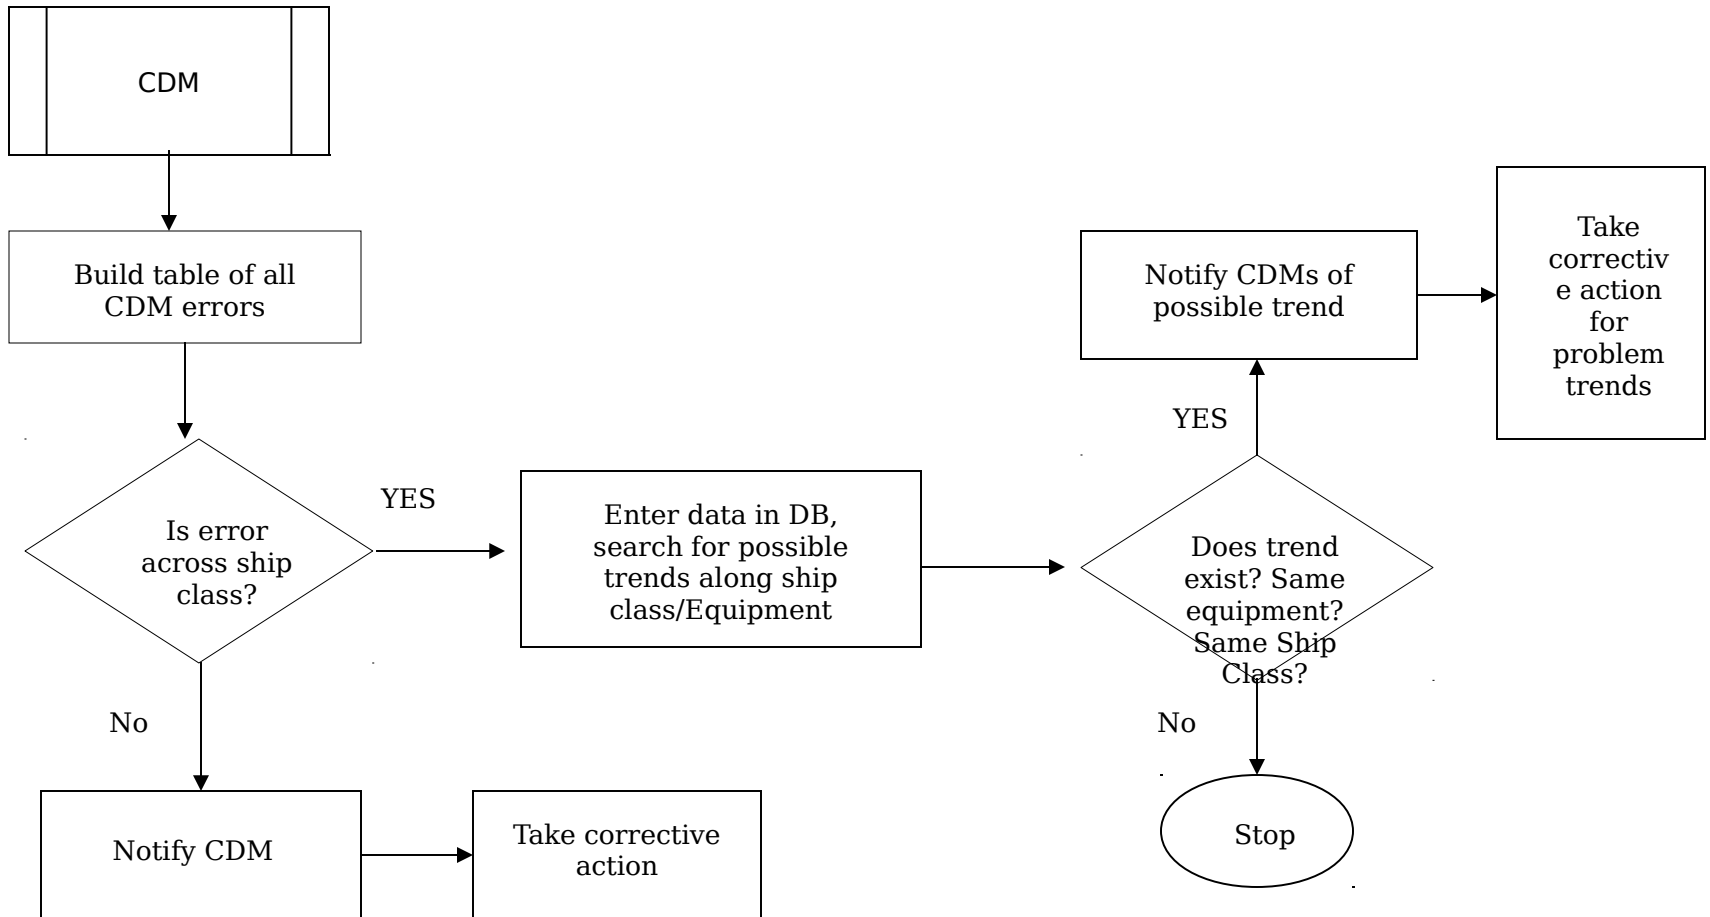 CDM
Build table of all
CDM errors
Is error
across ship
class?
YES
Enter data in DB,
search for possible
trends along ship
class/Equipment
Does trend
exist? Same
equipment?
Same Ship
Class?
YES
Notify CDMs of
possible trend
Take
correctiv
e action
for
problem
trends
No
Stop
No
Notify CDM
Take corrective
action